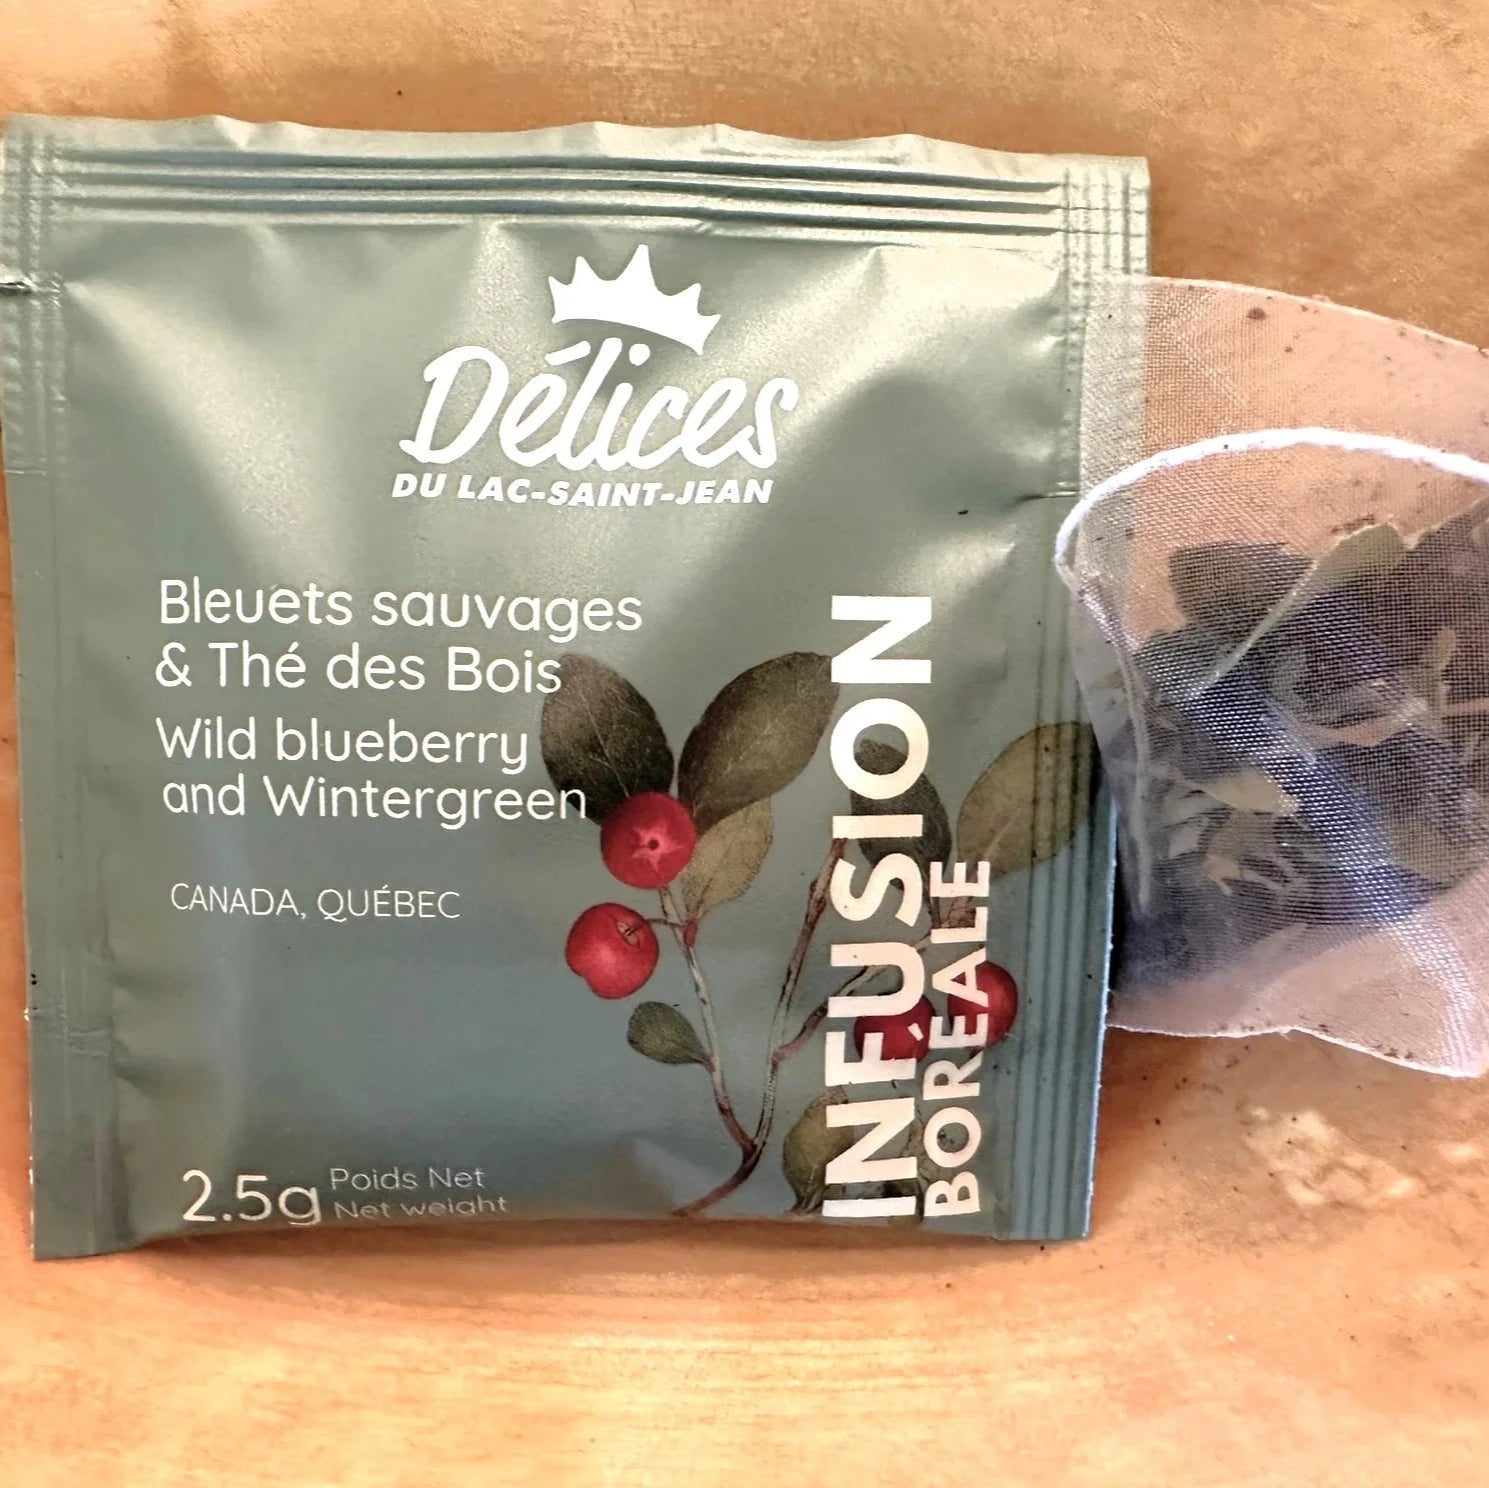 Délices
DU LAC-SAINT-JEAN
Bleuets sauvages
& Thé des Bois
Wild blueberry
and Wintergreen
CANADA, QUÉBEC
2.5g
Poids Net
Net weight
INFUSION
BORÉALE